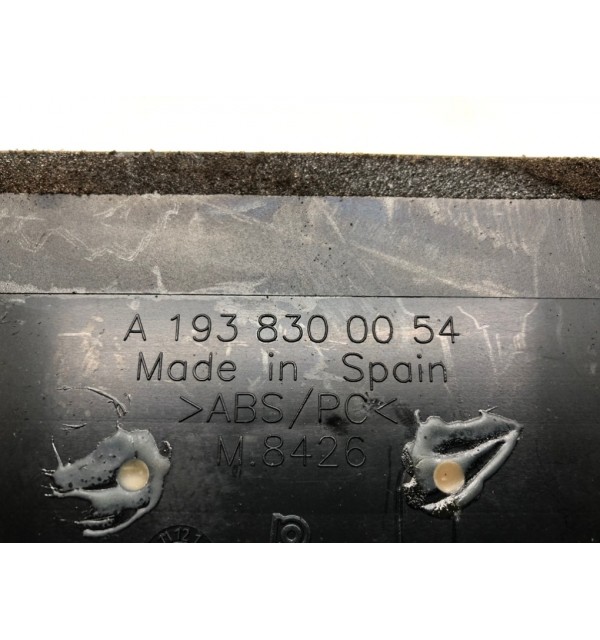 A 193 830 00 54
Made in Spain
>ABS/PC<
M.8426